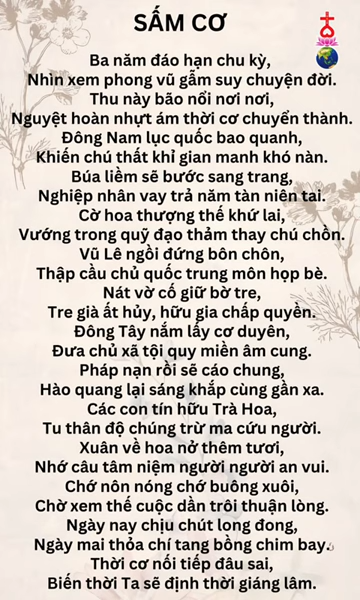 SẤM CƠ
Ba năm đáo hạn chu kỳ,
Nhìn xem phong vũ gẫm suy chuyện đời.
Thu này bão nổi nơi nơi,
Nguyệt hoàn nhựt ám thời cơ chuyển thành.
Đông Nam lục quốc bao quanh,
Khiến chú thất khỉ gian manh khó nàn.
Búa liềm sẽ bước sang trang,
Nghiệp nhân vay trả năm tàn niên tai.
Cờ hoa thượng thế khứ lai,
Vướng trong quỹ đạo thảm thay chú chồn.
Vũ Lê ngồi đứng bôn chôn,
Thập cầu chủ quốc trung môn họp bè.
Nát vờ cố giữ bờ tre,
Tre già ất hủy, hữu gia chấp quyền.
Đông Tây nắm lấy cơ duyên,
Đưa chủ xã tội quy miền âm cung.
Pháp nạn rồi sẽ cáo chung,
Hào quang lại sáng khắp cùng gần xa.
Các con tín hữu Trà Hoa,
Tu thân độ chúng trừ ma cứu người.
Xuân về hoa nở thêm tươi,
Nhớ câu tâm niệm người người an vui.
Chớ nôn nóng chớ buông xuôi,
Chờ xem thế cuộc dần trôi thuận lòng.
Ngày nay chịu chút long đong,
Ngày mai thỏa chí tang bồng chim bay.
Thời cơ nối tiếp đâu sai,
Biến thời Ta sẽ định thời giáng lâm.